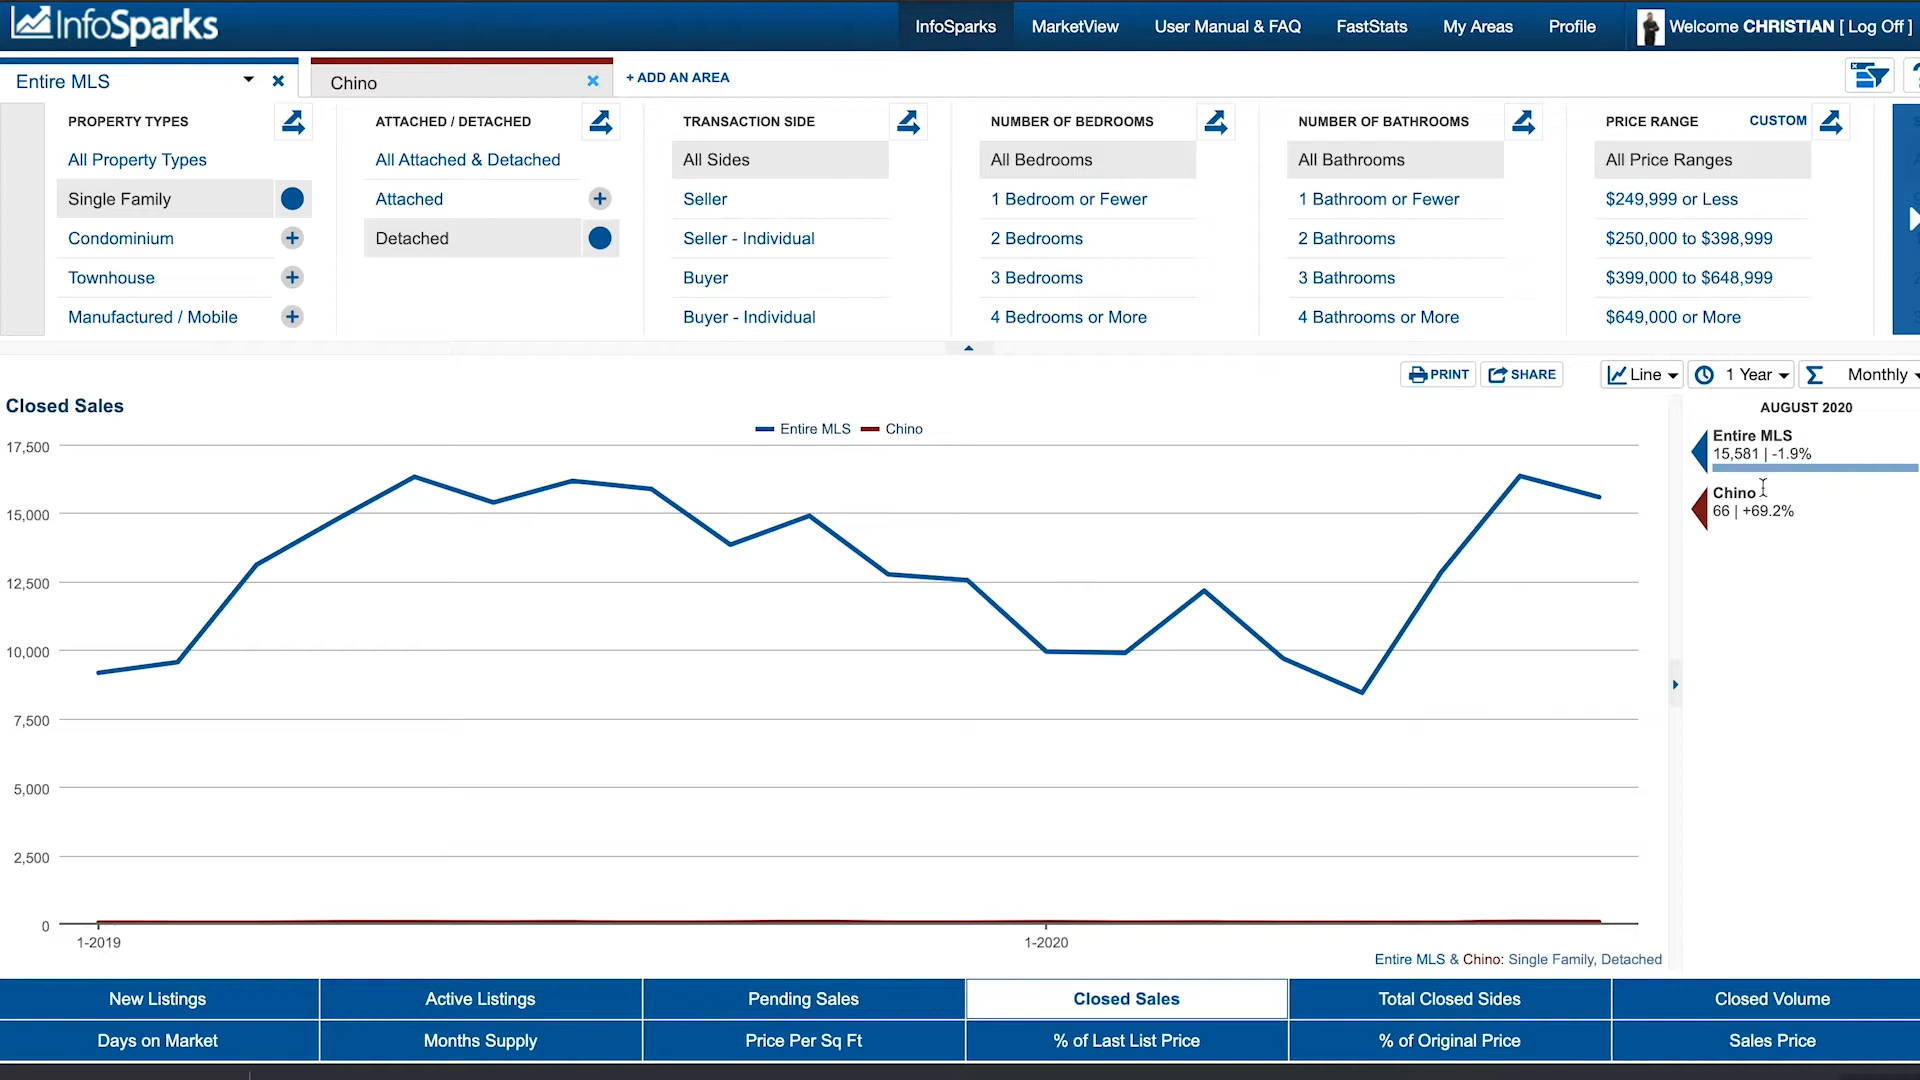 InfoSparks
InfoSparks MarketView User Manual & FAQ FastStats My Areas Profile Welcome CHRISTIAN [ Log Off ]
Entire MLS Chino + ADD AN AREA
PROPERTY TYPES ATTACHED / DETACHED TRANSACTION SIDE NUMBER OF BEDROOMS NUMBER OF BATHROOMS PRICE RANGE CUSTOM
All Property Types All Attached & Detached All Sides All Bedrooms All Bathrooms All Price Ranges
Single Family Attached Seller 1 Bedroom or Fewer 1 Bathroom or Fewer $249,999 or Less
Condominium Detached Seller - Individual 2 Bedrooms 2 Bathrooms $250,000 to $398,999
Townhouse Buyer 3 Bedrooms 3 Bathrooms $399,000 to $648,999
Manufactured / Mobile Buyer - Individual 4 Bedrooms or More 4 Bathrooms or More $649,000 or More
PRINT SHARE Line 1 Year Monthly
Closed Sales
AUGUST 2020
Entire MLS Chino
Entire MLS
15,581 | -1.9%
Chino
66 | +69.2%
17,500
15,000
12,500
10,000
7,500
5,000
2,500
0
1-2019 1-2020
Entire MLS & Chino: Single Family, Detached
New Listings Active Listings Pending Sales Closed Sales Total Closed Sides Closed Volume
Days on Market Months Supply Price Per Sq Ft % of Last List Price % of Original Price Sales Price